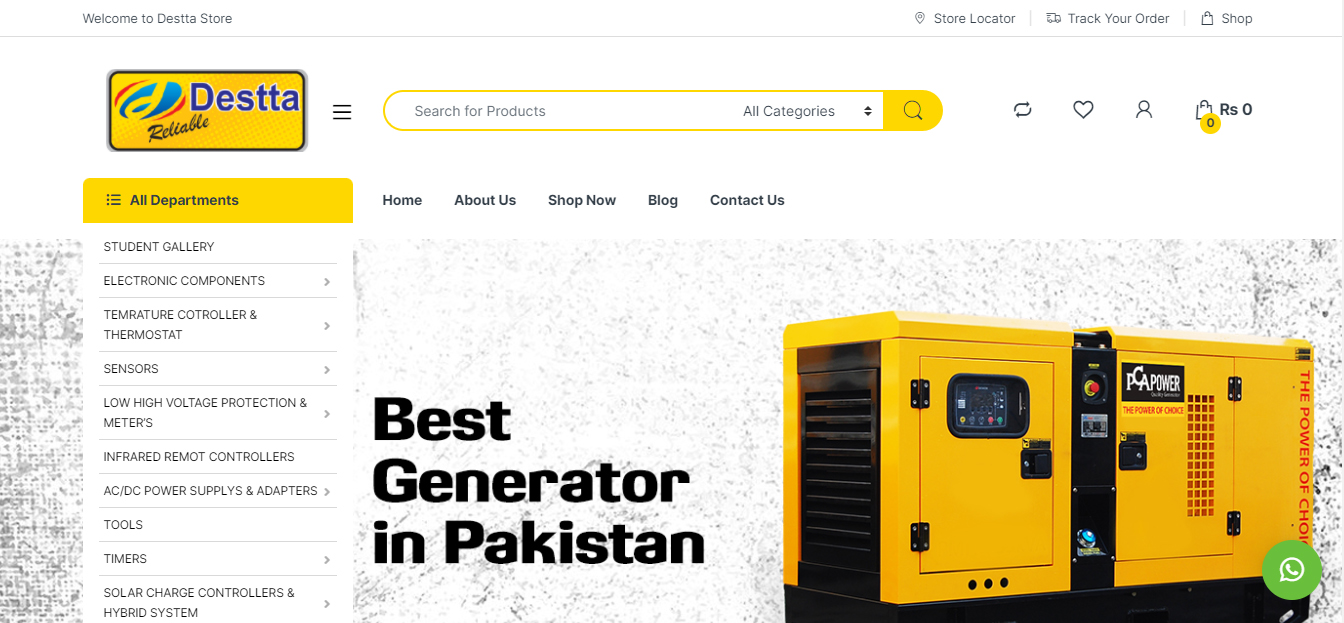 Welcome to Destta Store
Store Locator
Track Your Order
Shop
Destta
Reliable
Search for Products
All Categories
0
Rs 0
All Departments
Home
About Us
Shop Now
Blog
Contact Us
STUDENT GALLERY
ELECTRONIC COMPONENTS
TEMRATURE COTROLLER &
THERMOSTAT
SENSORS
LOW HIGH VOLTAGE PROTECTION &
METER'S
INFRARED REMOT CONTROLLERS
AC/DC POWER SUPPLYS & ADAPTERS
TOOLS
TIMERS
SOLAR CHARGE CONTROLLERS &
HYBRID SYSTEM
Best
Generator
in Pakistan
PCAPOWER
Quality Generator
THE POWER OF CHOICE
THE POWER OF CHOIC